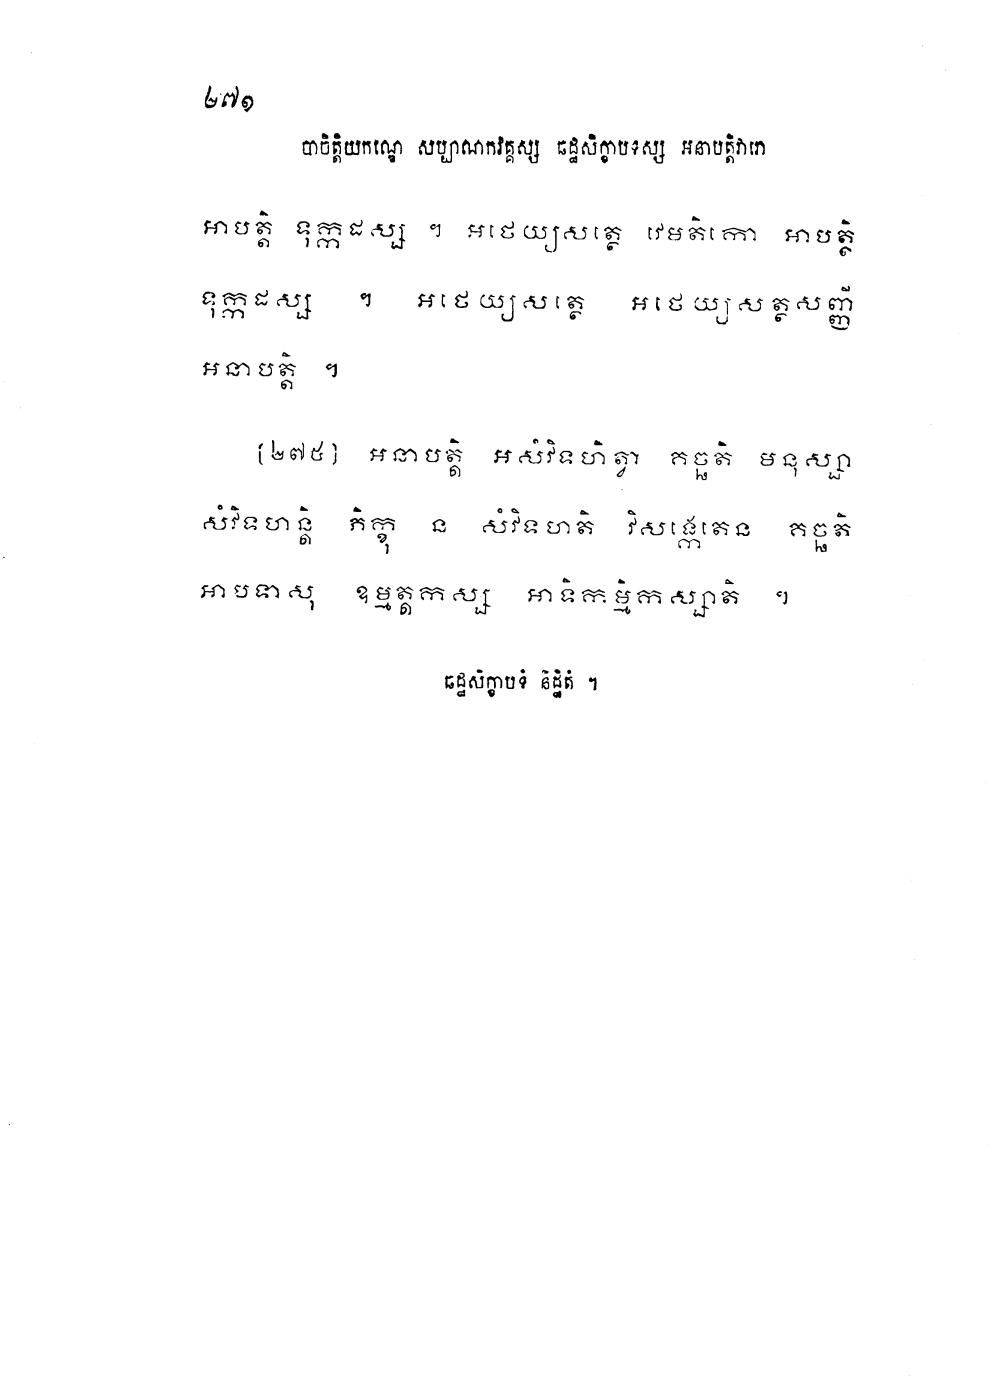 ២៧១
បាចិត្តិយកណ្ឌេ សប្បាណកវគ្គស្ស ឆដ្ឋសិក្ខាបទស្ស អនាបត្តិវារោ
អាបត្តិ ទុក្កដស្ស ។ អថេយ្យសត្ថេ វេមតិកោ អាបត្តិ
ទុក្កដស្ស ។ អថេយ្យសត្ថេ អថេយ្យសត្ថសញ្ញី
អនាបត្តិ ។
[២៧៥] អនាបត្តិ អសំវិទហិត្វា គច្ឆតិ មនុស្សា
សំវិទហន្តិ ភិក្ខុ ន សំវិទហតិ វិសង្កេតេន គច្ឆតិ
អាបទាសុ ឧម្មត្តកស្ស អាទិកម្មិកស្សាតិ ។
ឆដ្ឋសិក្ខាបទំ និដ្ឋិតំ ។